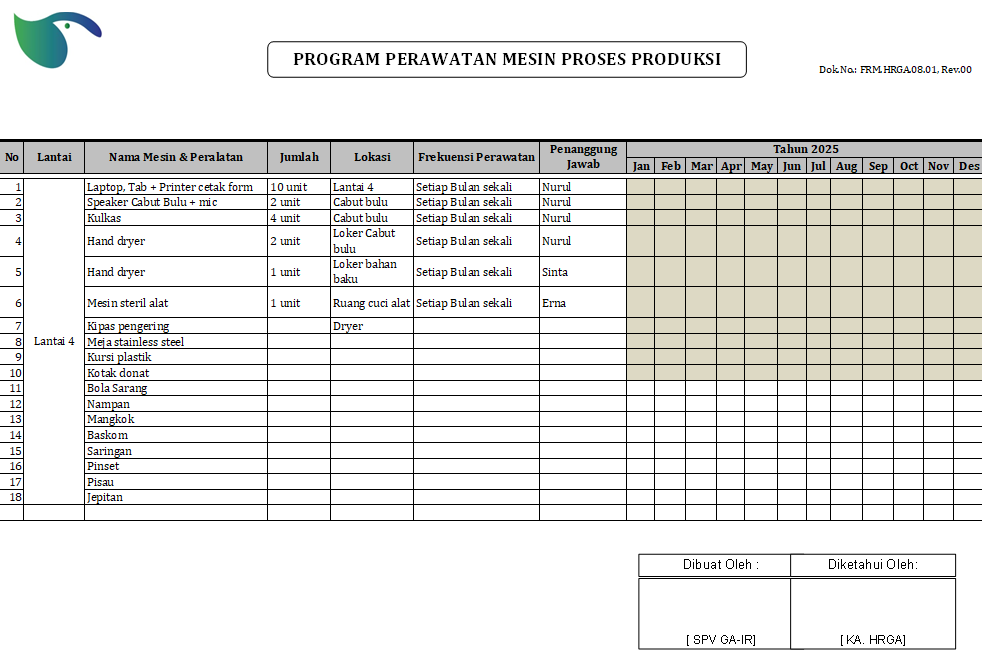 PROGRAM PERAWATAN MESIN PROSES PRODUKSI
Dok.No.: FRM.HRGA.08.01, Rev.00
No Lantai Nama Mesin & Peralatan Jumlah Lokasi Frekuensi Perawatan Penanggung Jawab Tahun 2025
Jan Feb Mar Apr May Jun Jul Aug Sep Oct Nov Des
1 Laptop, Tab + Printer cetak form 10 unit Lantai 4 Setiap Bulan sekali Nurul
2 Speaker Cabut Bulu + mic 2 unit Cabut bulu Setiap Bulan sekali Nurul
3 Kulkas 4 unit Cabut bulu Setiap Bulan sekali Nurul
4 Hand dryer 2 unit Loker Cabut bulu Setiap Bulan sekali Nurul
5 Hand dryer 1 unit Loker bahan baku Setiap Bulan sekali Sinta
6 Mesin steril alat 1 unit Ruang cuci alat Setiap Bulan sekali Erna
7 Kipas pengering Dryer
8 Lantai 4 Meja stainless steel
9 Kursi plastik
10 Kotak donat
11 Bola Sarang
12 Nampan
13 Mangkok
14 Baskom
15 Saringan
16 Pinset
17 Pisau
18 Jepitan
Dibuat Oleh : Diketahui Oleh:
[ SPV GA-IR] [ KA. HRGA]